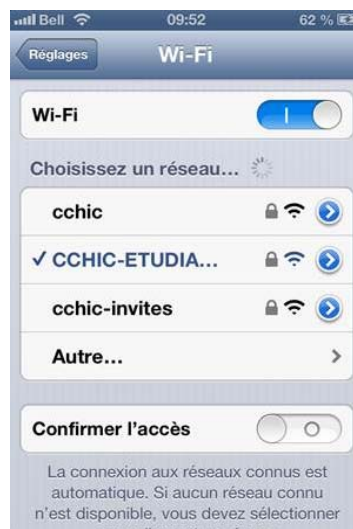 Bell 09:52 62 %
Réglages Wi-Fi
Wi-Fi
Choisissez un réseau...
cchic
✓ CCHIC-ETUDIA...
cchic-invites
Autre...
Confirmer l'accès
La connexion aux réseaux connus est
automatique. Si aucun réseau connu
n'est disponible, vous devez sélectionner